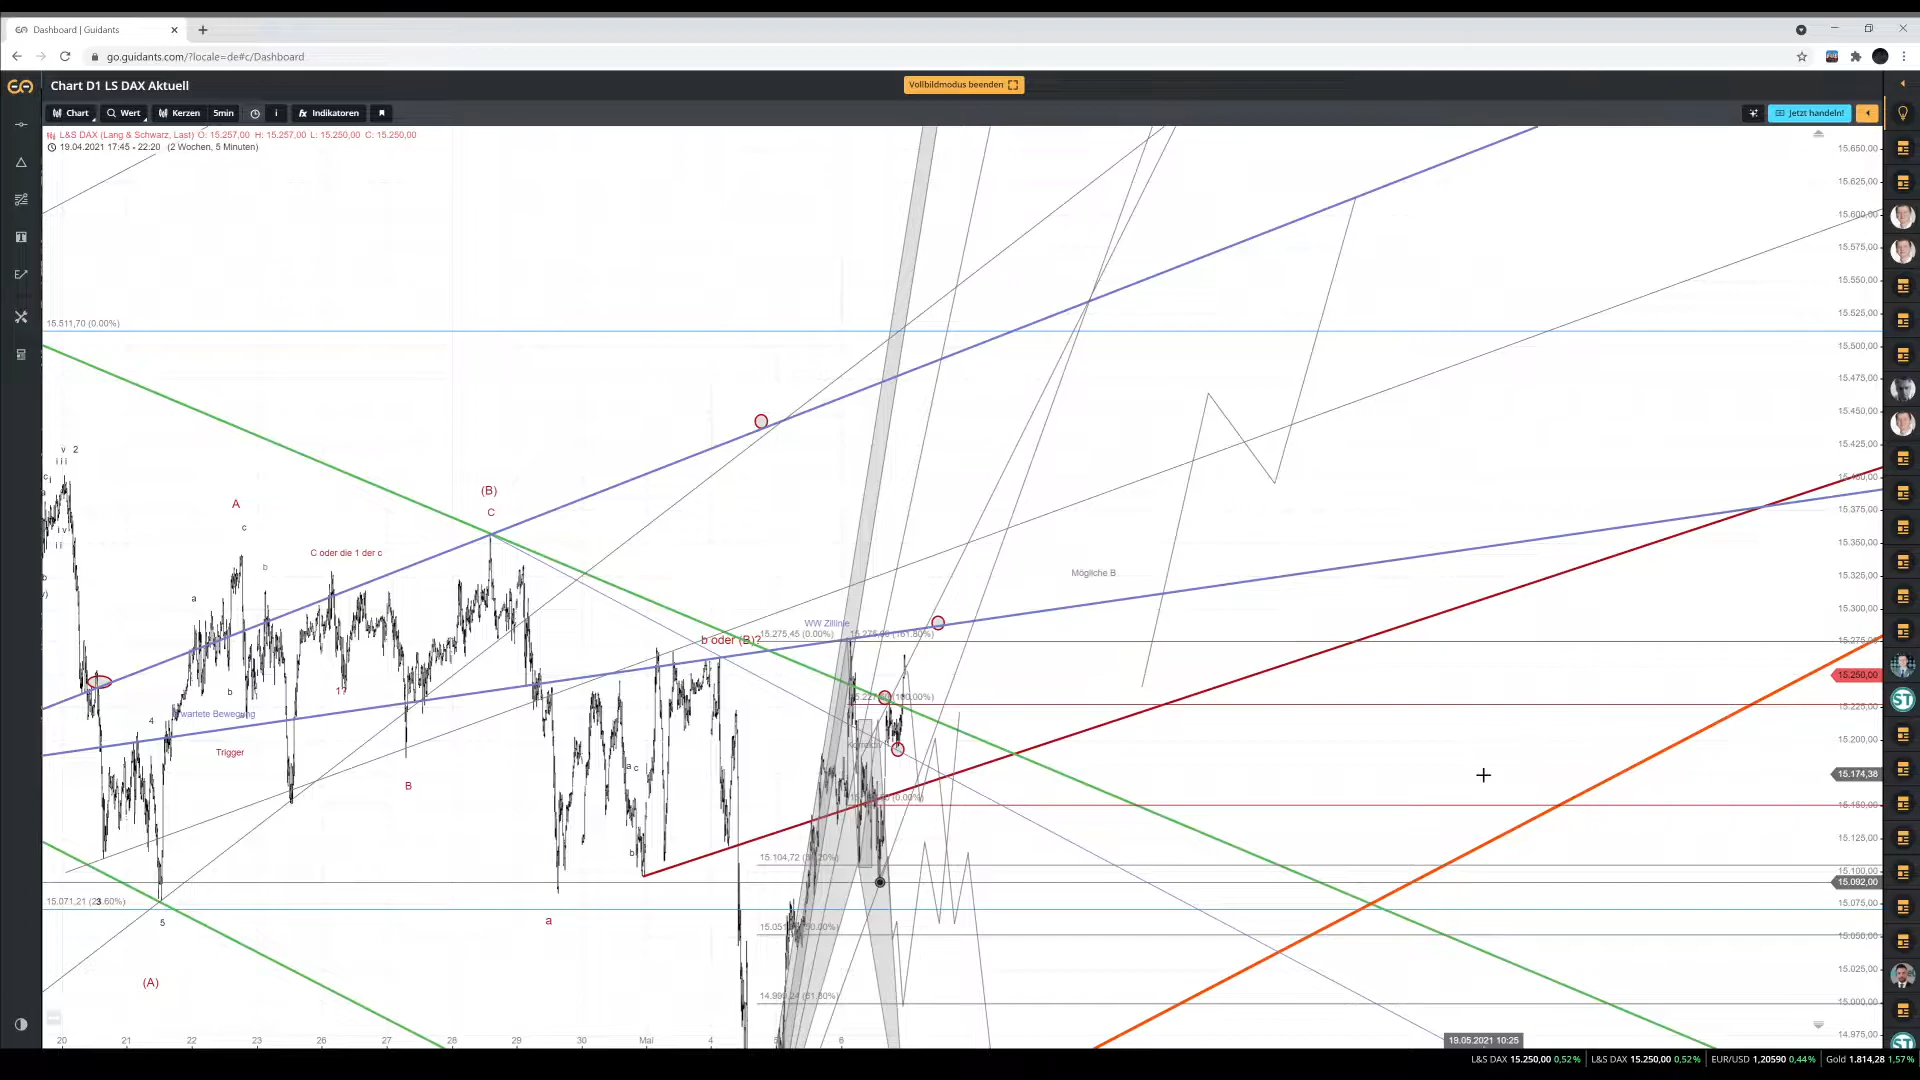 Dashboard | Guidants
go.guidants.com/?locale=de#c/Dashboard
Chart D1 LS DAX Aktuell
Vollbildmodus beenden
Chart
Wert
Kerzen
5min
i
fx Indikatoren
Jetzt handeln!
L&S DAX (Lang & Schwarz, Last) O: 15.257,00 H: 15.257,00 L: 15.250,00 C: 15.250,00
19.04.2021 17:45 - 22:20 (2 Wochen, 5 Minuten)
15.650,00
15.625,00
15.600,00
15.575,00
15.550,00
15.525,00
15.511,70 (0.00%)
15.500,00
15.475,00
15.450,00
15.425,00
v 2
iii
(B)
A
C
15.375,00
c
iv
ii
15.350,00
C oder die 1 der c
b
Mögliche B
15.325,00
a
15.300,00
WW Zillinie
b oder (B)?
15.275,45 (0.00%)
b
1?
15.250,00
4
15.225,00
Trigger
15.200,00
a c
15.174,38
B
15.150,00
15.125,00
b
15.104,72
15.100,00
15.092,00
15.071,21
3
15.075,00
5
a
15.050,00
(A)
15.025,00
15.000,00
14.975,00
20
21
22
23
26
27
28
29
Mai
4
6
19.05.2021 10:25
L&S DAX 15.250,00 0,52%
L&S DAX 15.250,00 0,52%
EUR/USD 1,20590 0,44%
Gold 1.814,28 1,57%